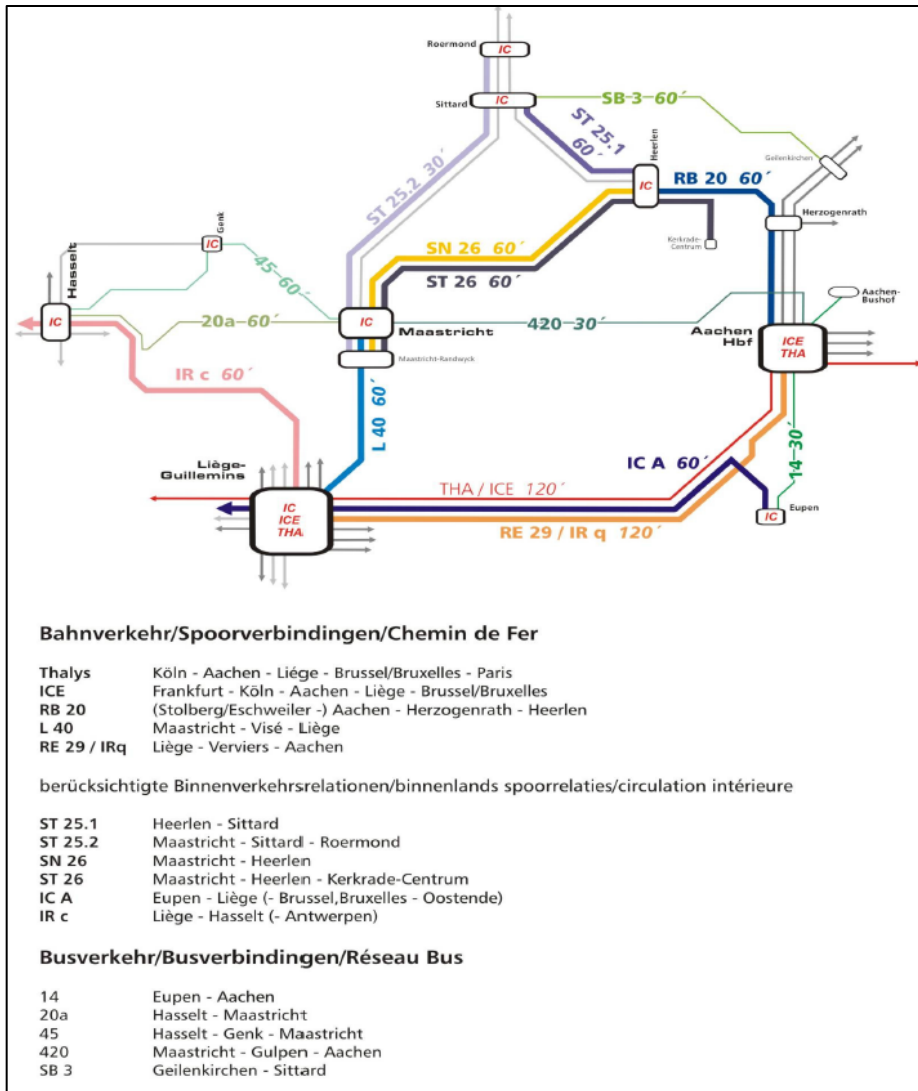 Roermond
IC
Sittard
IC
SB 3 60´
ST 25.1
60´
Heerlen
IC
Geilenkirchen
RB 20 60´
ST 25.2 30´
Herzogenrath
Genk
IC
SN 26 60´
Kerkrade-
Centrum
ST 26 60´
Hasselt
45-60´
IC
20a-60´
IC
Maastricht
420-30´
Aachen-
Bushof
Aachen
Hbf
ICE
THA
Maastricht-Randwyck
IR c 60´
L 40 60´
Liège-
Guillemins
IC A 60´
14-30´
THA / ICE 120´
IC
ICE
THA
IC
Eupen
RE 29 / IR q 120´
Bahnverkehr/Spoorverbindingen/Chemin de Fer
Thalys Köln - Aachen - Liége - Brussel/Bruxelles - Paris
ICE Frankfurt - Köln - Aachen - Liège - Brussel/Bruxelles
RB 20 (Stolberg/Eschweiler -) Aachen - Herzogenrath - Heerlen
L 40 Maastricht - Visé - Liège
RE 29 / IRq Liège - Verviers - Aachen
berücksichtigte Binnenverkehrsrelationen/binnenlands spoorrelaties/circulation intérieure
ST 25.1 Heerlen - Sittard
ST 25.2 Maastricht - Sittard - Roermond
SN 26 Maastricht - Heerlen
ST 26 Maastricht - Heerlen - Kerkrade-Centrum
IC A Eupen - Liège (- Brussel,Bruxelles - Oostende)
IR c Liège - Hasselt (- Antwerpen)
Busverkehr/Busverbindingen/Réseau Bus
14 Eupen - Aachen
20a Hasselt - Maastricht
45 Hasselt - Genk - Maastricht
420 Maastricht - Gulpen - Aachen
SB 3 Geilenkirchen - Sittard